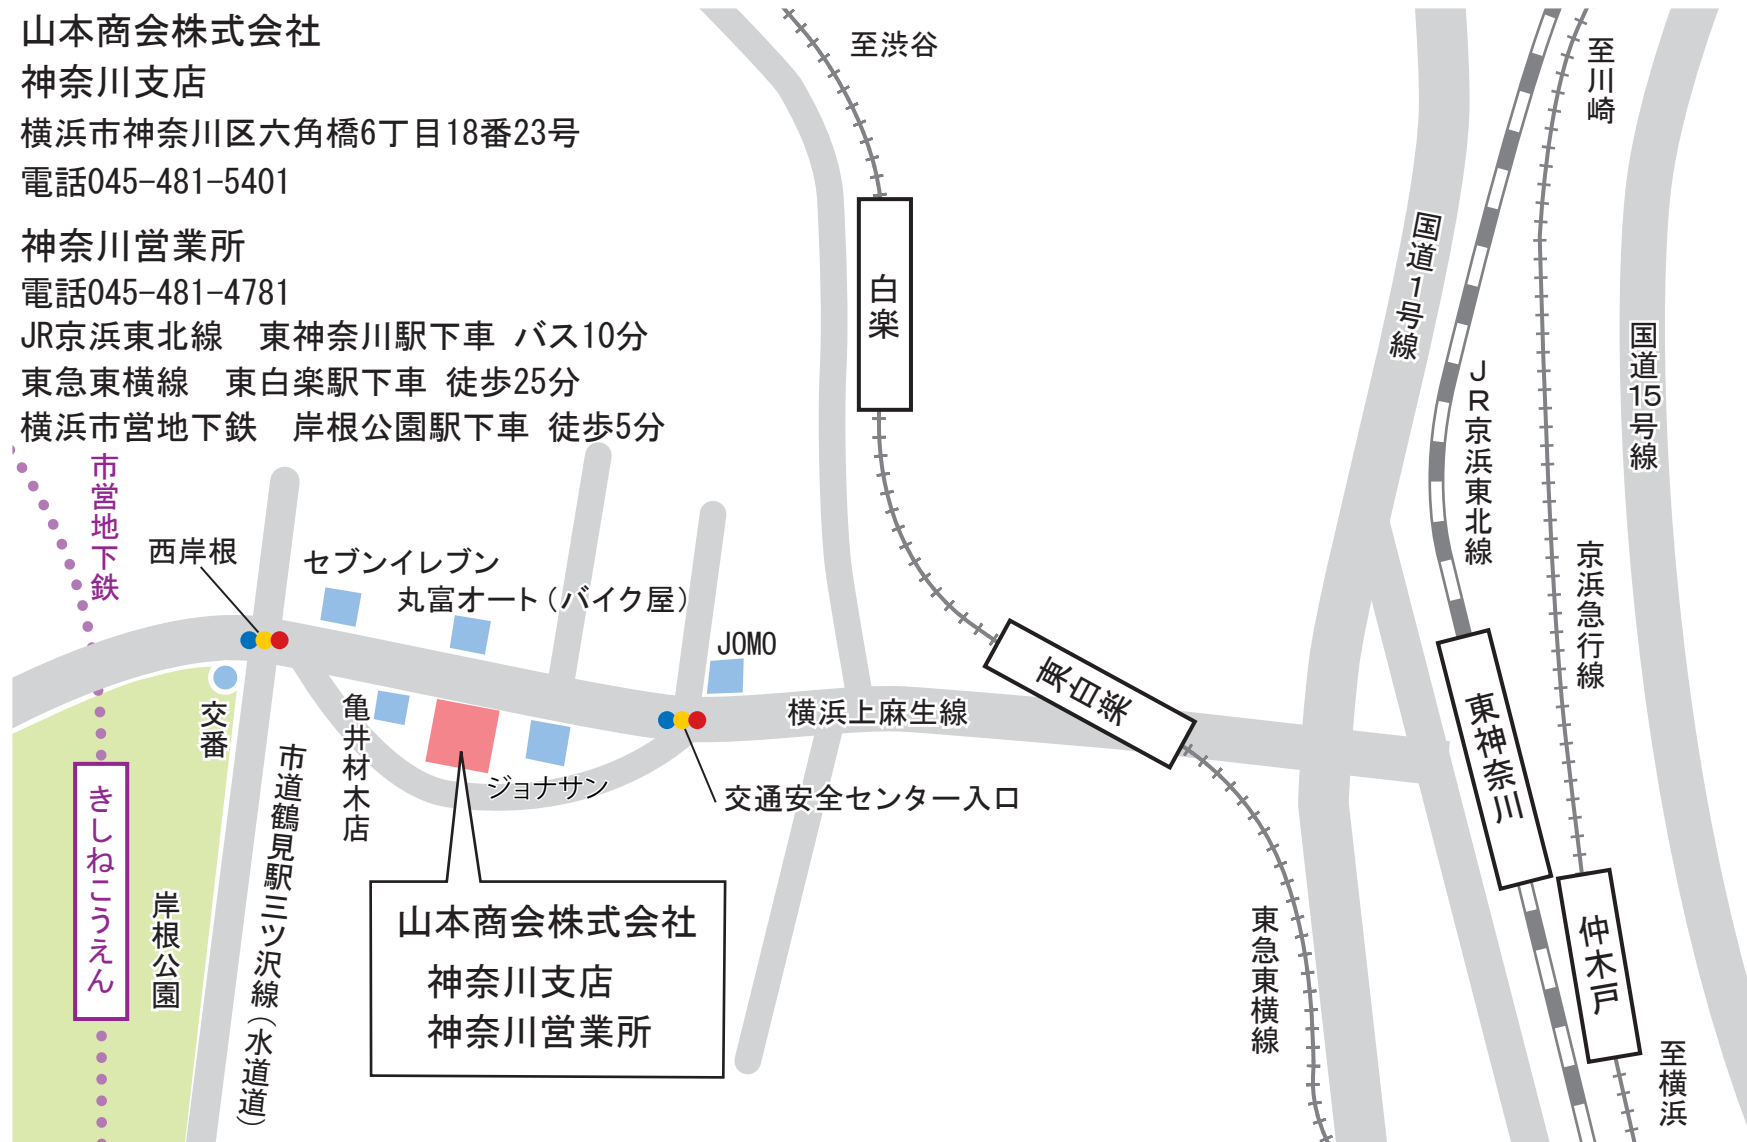 山本商会株式会社
神奈川支店
横浜市神奈川区六角橋6丁目18番23号
電話045-481-5401
神奈川営業所
電話045-481-4781
JR京浜東北線　東神奈川駅下車 バス10分
東急東横線　東白楽駅下車 徒歩25分
横浜市営地下鉄　岸根公園駅下車 徒歩5分
至渋谷
至川崎
白楽
国道1号線
国道15号線
JR京浜東北線
京浜急行線
市営地下鉄
西岸根
セブンイレブン
丸富オート（バイク屋）
JOMO
東白楽
横浜上麻生線
東神奈川
交番
亀井材木店
ジョナサン
交通安全センター入口
市道鶴見駅三ツ沢線（水道道）
きしねこうえん
岸根公園
山本商会株式会社
神奈川支店
神奈川営業所
東急東横線
仲木戸
至横浜